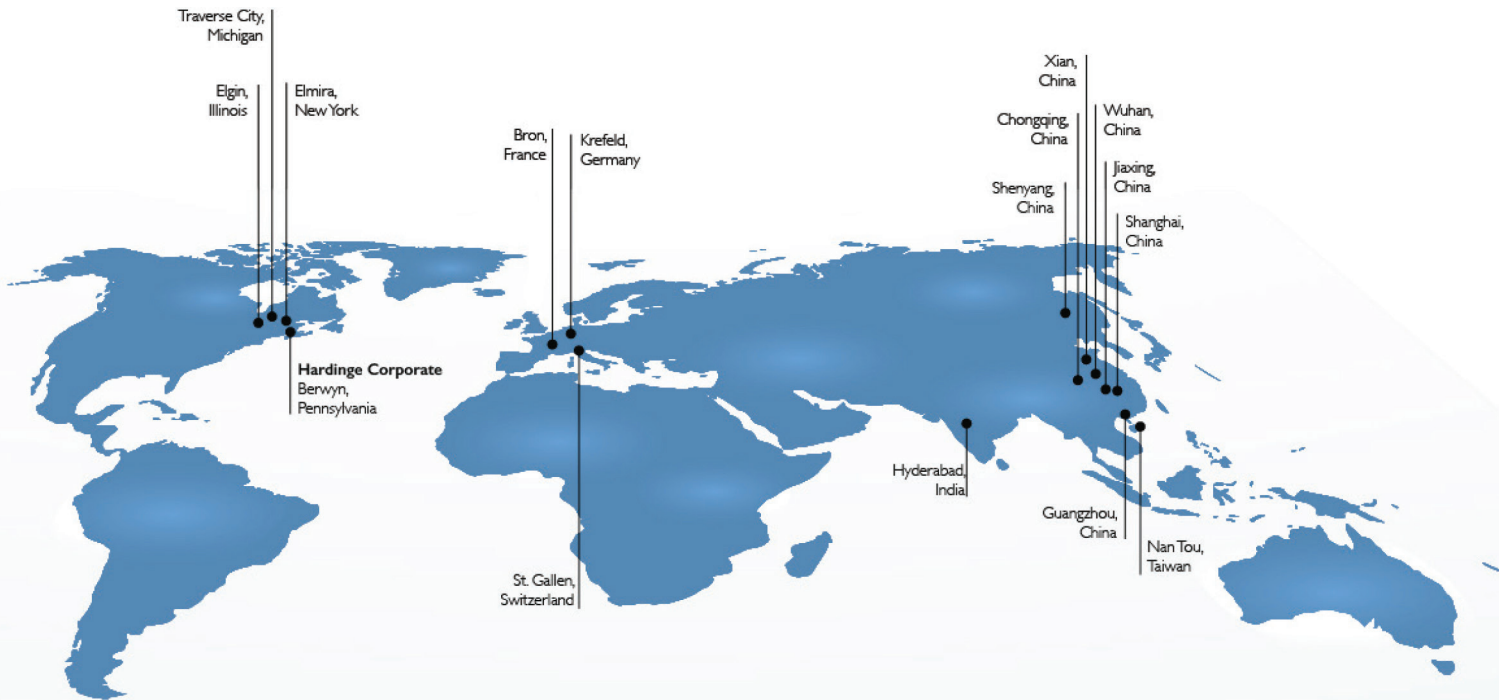 Traverse City,
Michigan
Elgin,
Illinois
Elmira,
New York
Hardinge Corporate
Berwyn,
Pennsylvania
Bron,
France
Krefeld,
Germany
St. Gallen,
Switzerland
Xian,
China
Chongqing,
China
Wuhan,
China
Jiaxing,
China
Shenyang,
China
Shanghai,
China
Hyderabad,
India
Guangzhou,
China
Nan Tou,
Taiwan